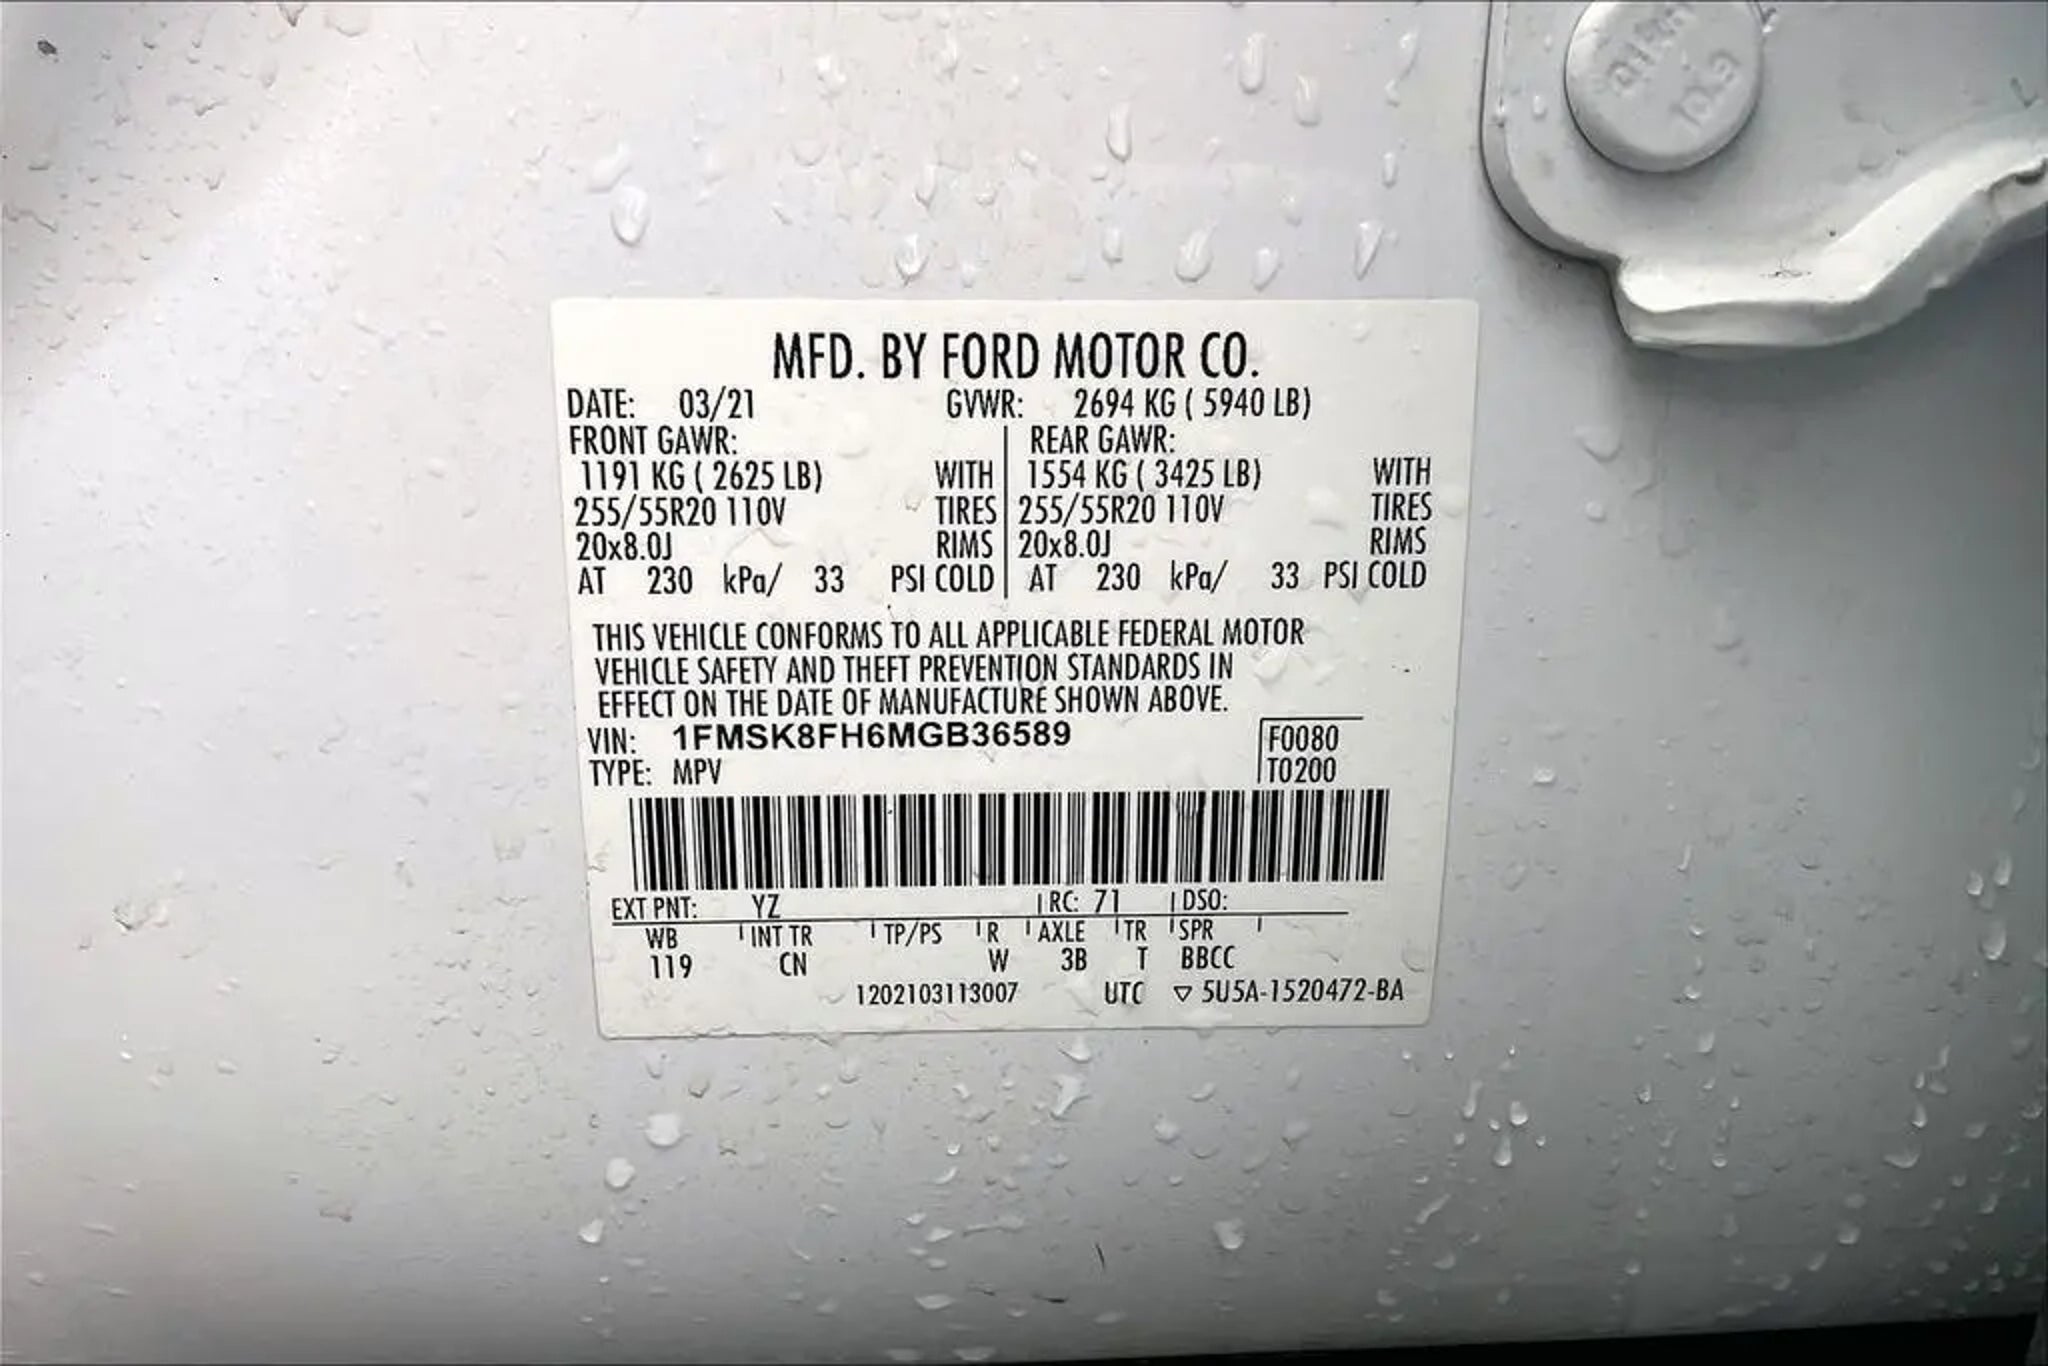 MFD. BY FORD MOTOR CO.
DATE: 03/21 GVWR: 2694 KG ( 5940 LB)
FRONT GAWR: REAR GAWR:
1191 KG ( 2625 LB) WITH 1554 KG ( 3425 LB) WITH
255/55R20 110V TIRES 255/55R20 110V TIRES
20x8.0J RIMS 20x8.0J RIMS
AT 230 kPa/ 33 PSI COLD AT 230 kPa/ 33 PSI COLD
THIS VEHICLE CONFORMS TO ALL APPLICABLE FEDERAL MOTOR
VEHICLE SAFETY AND THEFT PREVENTION STANDARDS IN
EFFECT ON THE DATE OF MANUFACTURE SHOWN ABOVE.
VIN: 1FMSK8FH6MGB36589 F0080
TYPE: MPV T0200
EXT PNT: YZ RC: 71 DSO:
WB INT TR TP/PS R AXLE TR SPR
119 CN W 3B T BBCC
1202103113007 UTC ▽ 5U5A-1520472-BA
10.9